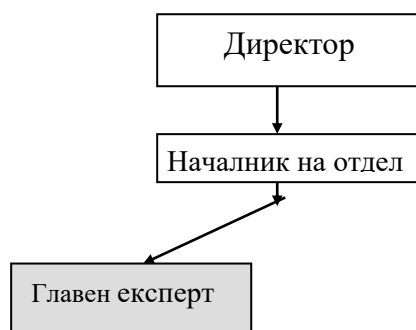 Директор
Началник на отдел
Главен експерт